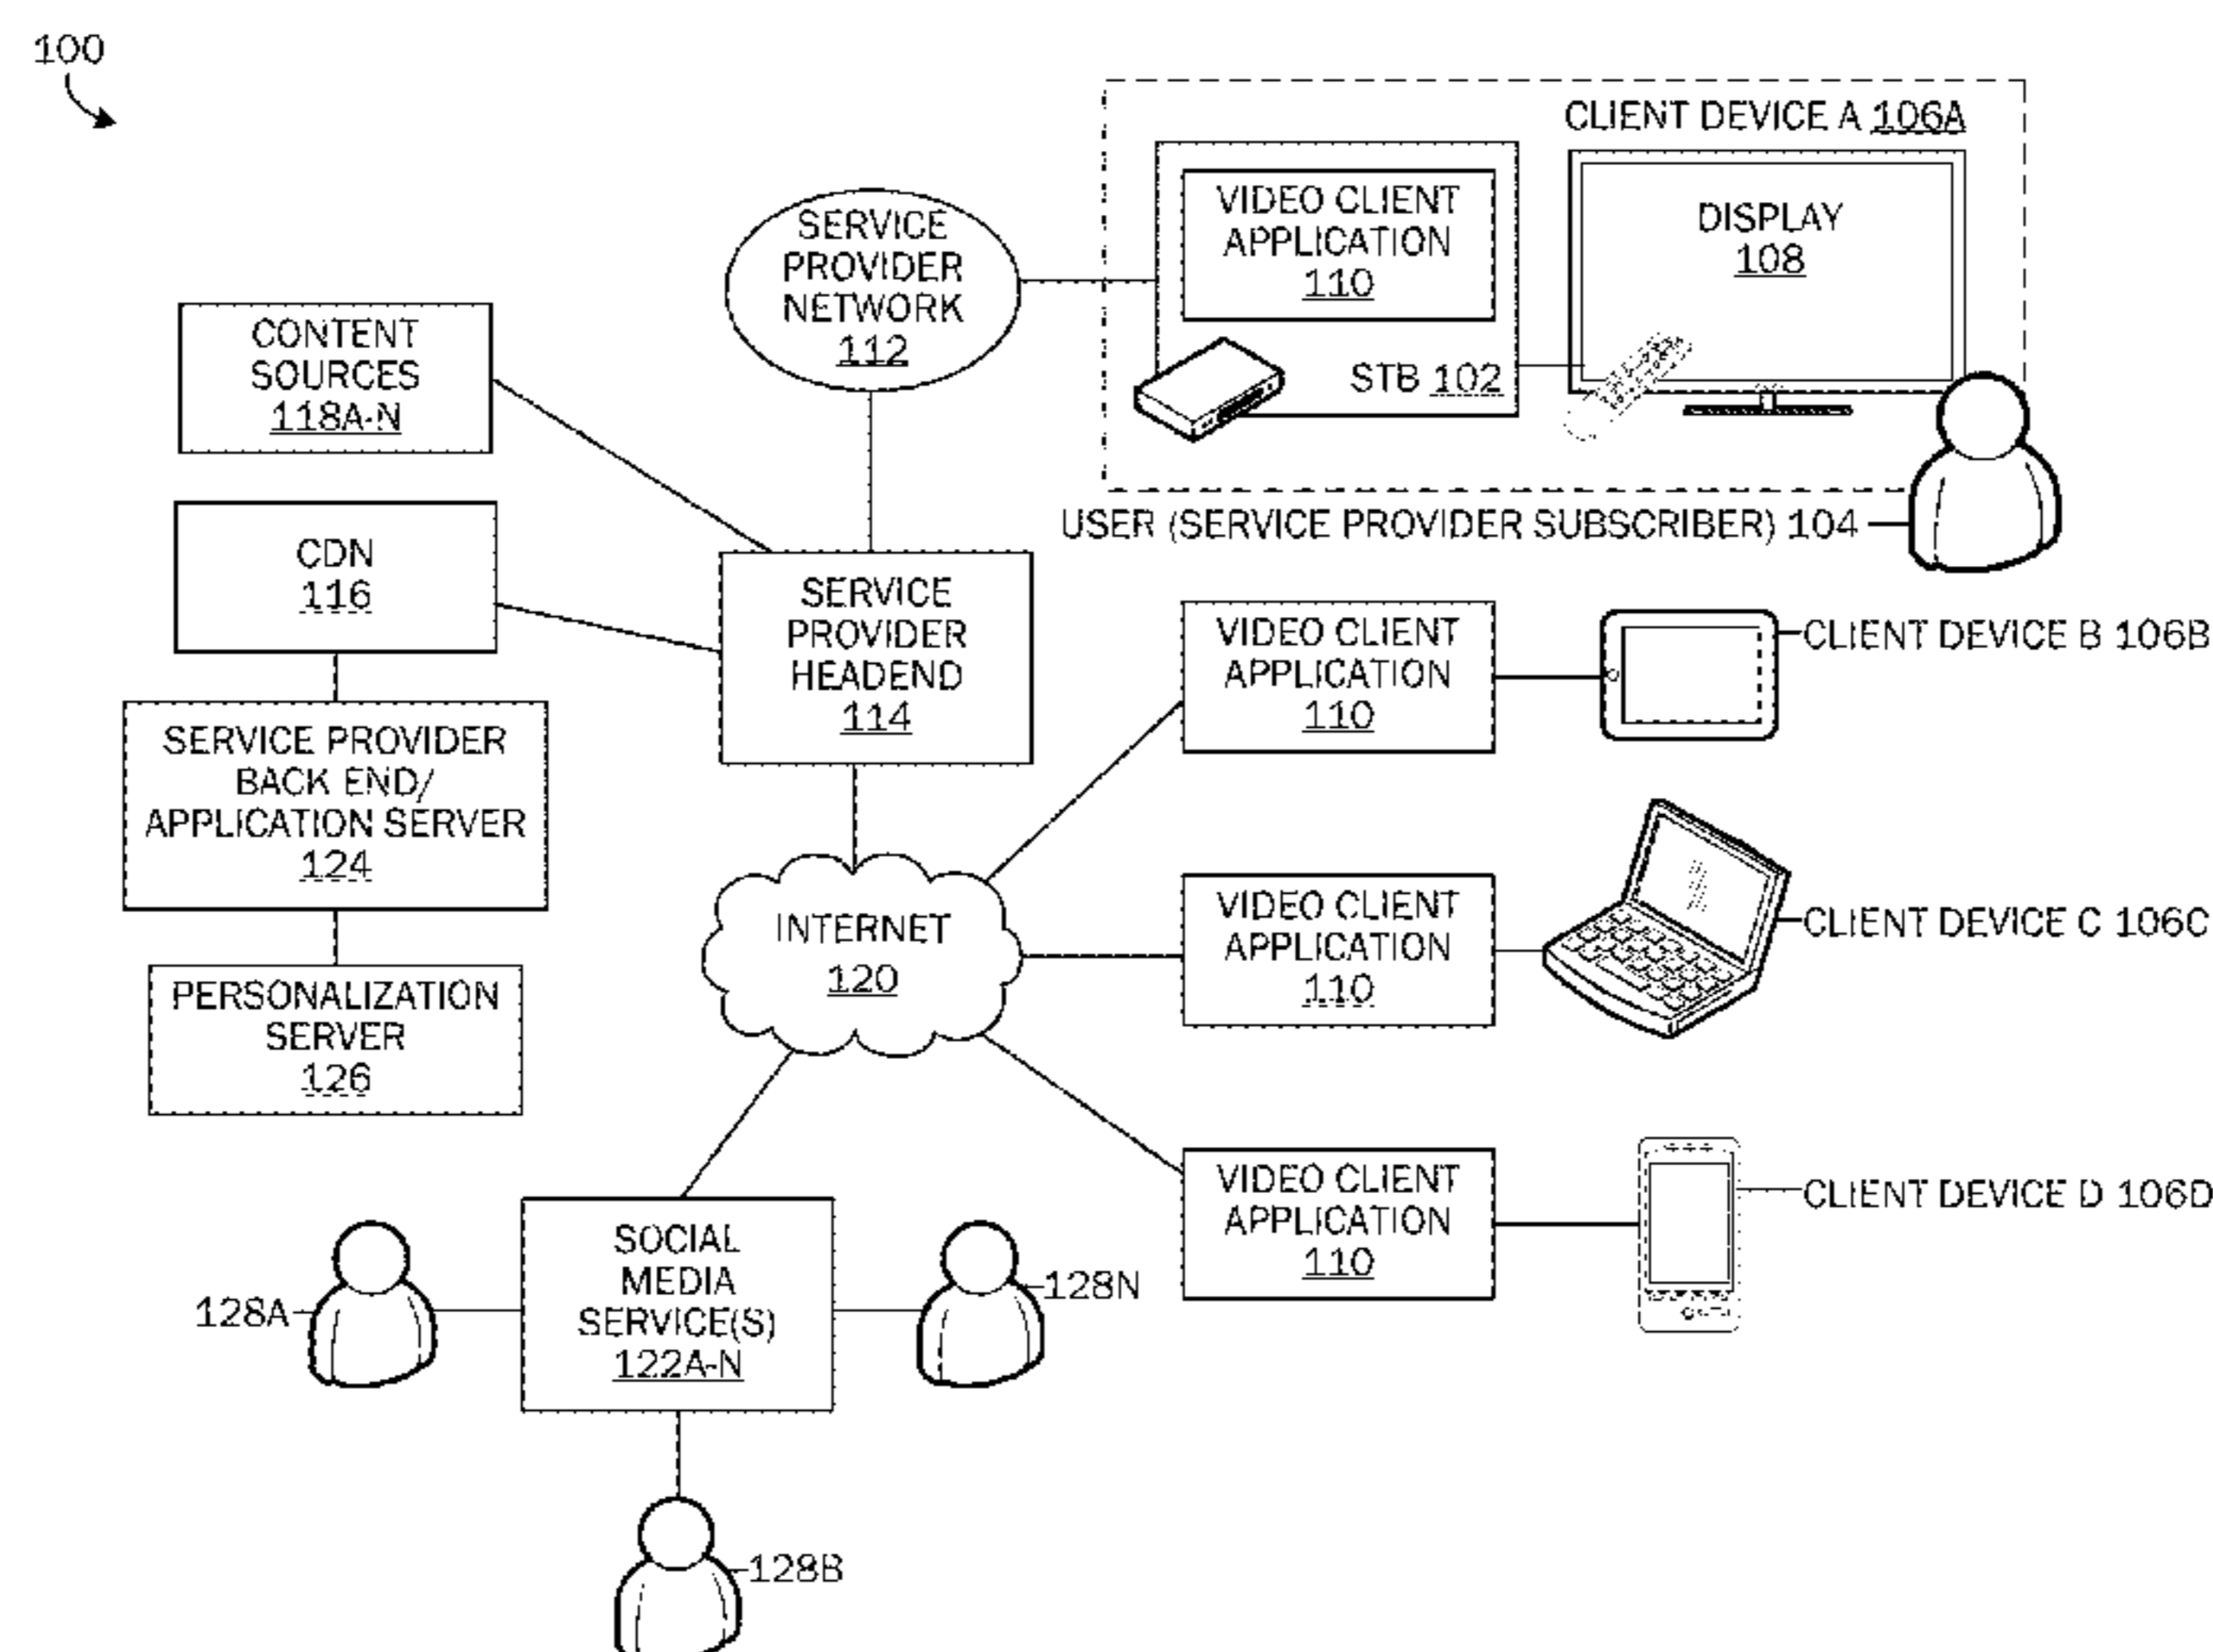 100
CLIENT DEVICE A 106A
VIDEO CLIENT
APPLICATION
110
DISPLAY
108
STB 102
SERVICE
PROVIDER
NETWORK
112
CONTENT
SOURCES
118A-N
USER (SERVICE PROVIDER SUBSCRIBER) 104
CDN
116
SERVICE
PROVIDER
HEADEND
114
VIDEO CLIENT
APPLICATION
110
CLIENT DEVICE B 106B
SERVICE PROVIDER
BACK END/
APPLICATION SERVER
124
INTERNET
120
VIDEO CLIENT
APPLICATION
110
CLIENT DEVICE C 106C
PERSONALIZATION
SERVER
126
VIDEO CLIENT
APPLICATION
110
CLIENT DEVICE D 106D
SOCIAL
MEDIA
SERVICE(S)
122A-N
128A
128N
128B